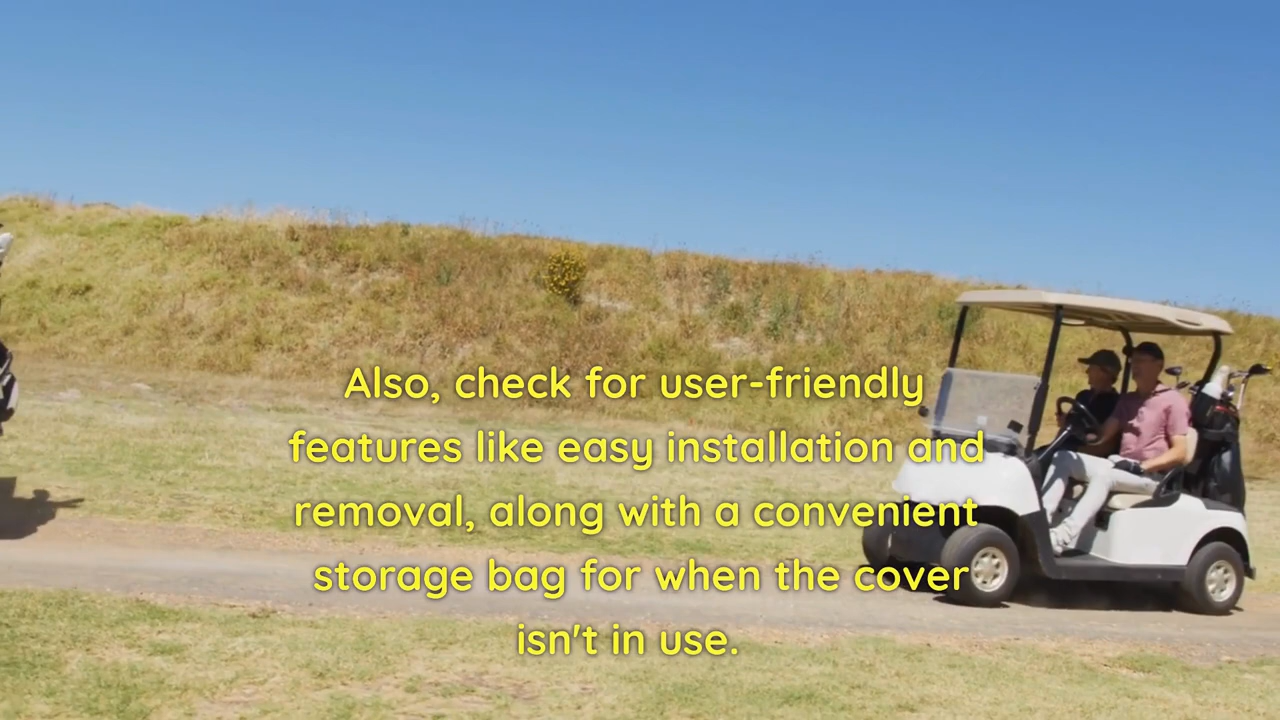 Also, check for user-friendly
features like easy installation and
removal, along with a convenient
storage bag for when the cover
isn't in use.